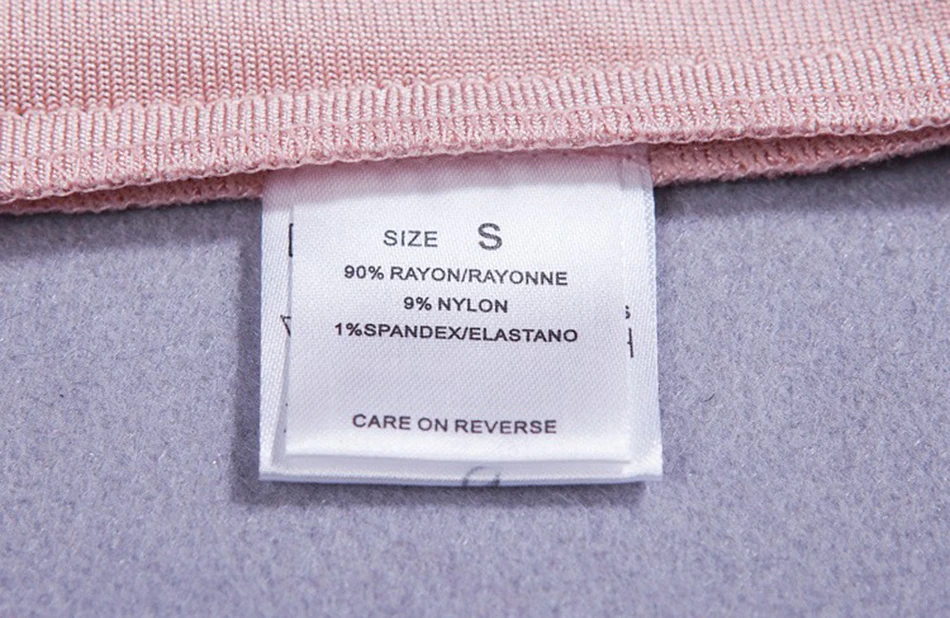 SIZE S
90% RAYON/RAYONNE
9% NYLON
1%SPANDEX/ELASTANO
CARE ON REVERSE